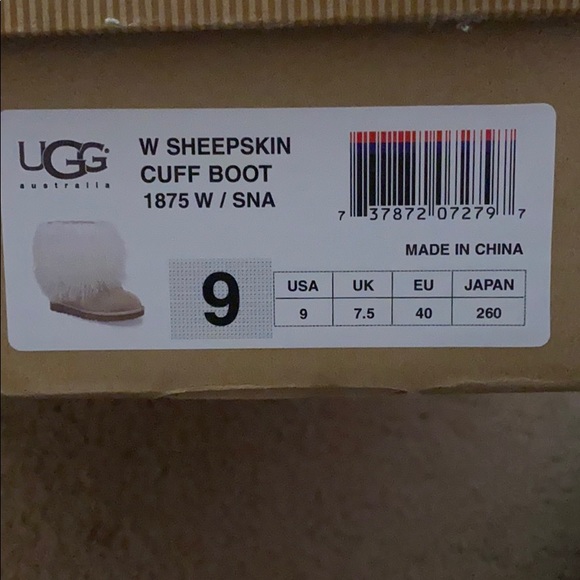 UGG
australia
W SHEEPSKIN
CUFF BOOT
1875 W / SNA
7 37872 07279 7
MADE IN CHINA
9
USA UK EU JAPAN
9 7.5 40 260